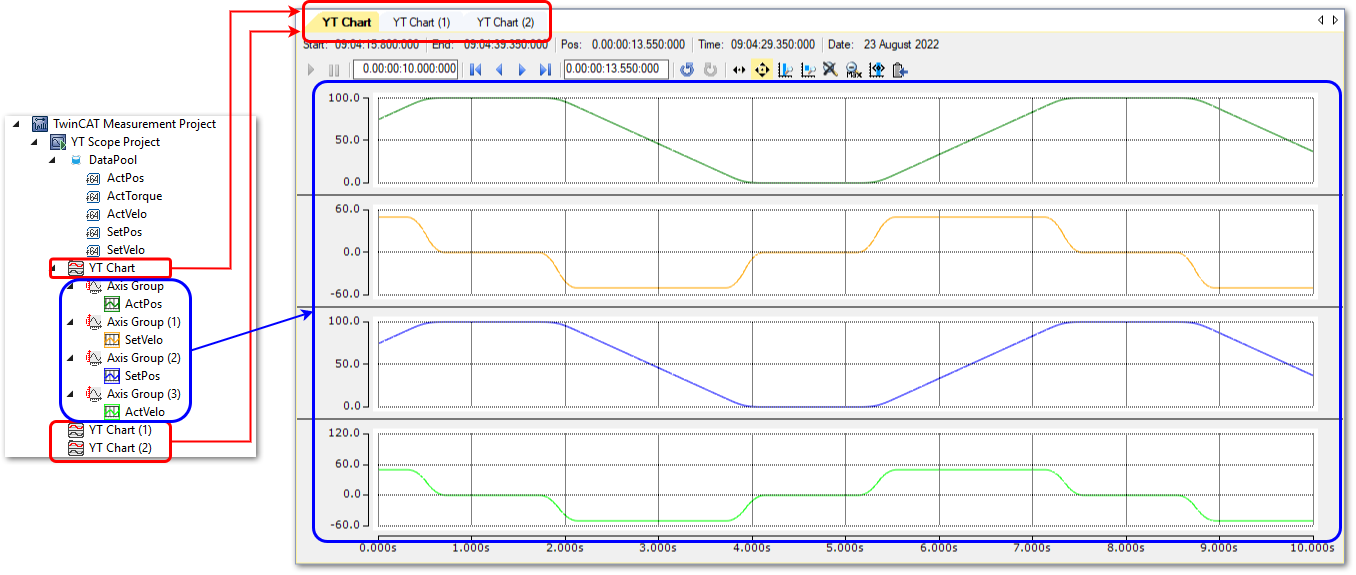 TwinCAT Measurement Project
YT Scope Project
DataPool
ActPos
ActTorque
ActVelo
SetPos
SetVelo
YT Chart
Axis Group
ActPos
Axis Group (1)
SetVelo
Axis Group (2)
SetPos
Axis Group (3)
ActVelo
YT Chart (1)
YT Chart (2)
YT Chart YT Chart (1) YT Chart (2)
Start: 09:04:15.800:000 End: 09:04:39.350:000 Pos: 0.00:00:13.550:000 Time: 09:04:29.350:000 Date: 23 August 2022
0.00:00:10.000:000 0.00:00:13.550:000 Max
100.0
50.0
0.0
60.0
0.0
-60.0
100.0
50.0
0.0
120.0
60.0
0.0
-60.0
0.000s 1.000s 2.000s 3.000s 4.000s 5.000s 6.000s 7.000s 8.000s 9.000s 10.000s